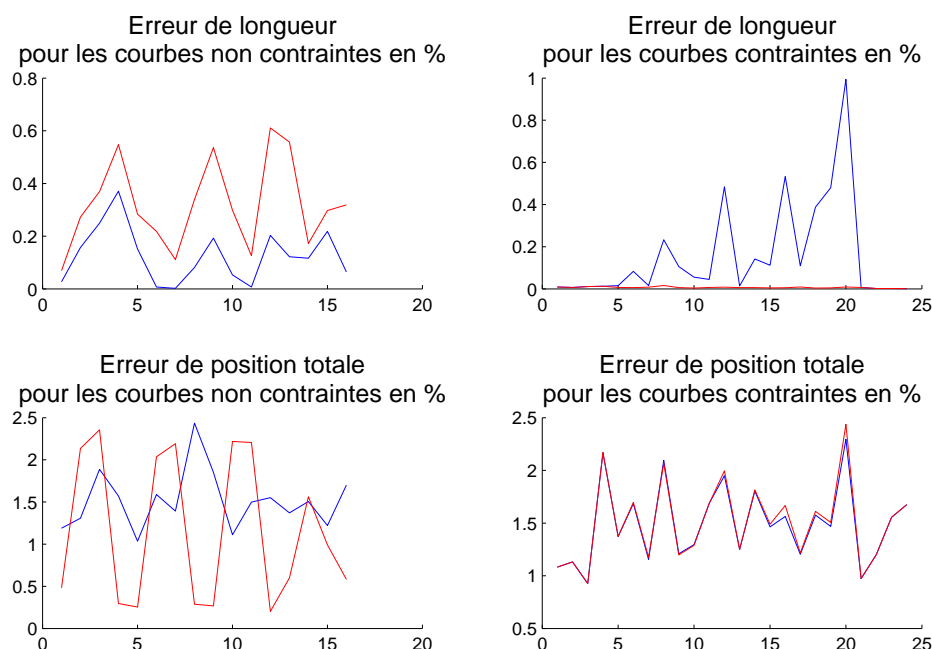 Erreur de longueur
pour les courbes non contraintes en %
0.8
0.6
0.4
0.2
0
0 5 10 15 20
Erreur de longueur
pour les courbes contraintes en %
1
0.8
0.6
0.4
0.2
0
0 5 10 15 20 25
Erreur de position totale
pour les courbes non contraintes en %
2.5
2
1.5
1
0.5
0
0 5 10 15 20
Erreur de position totale
pour les courbes contraintes en %
2.5
2
1.5
1
0.5
0 5 10 15 20 25